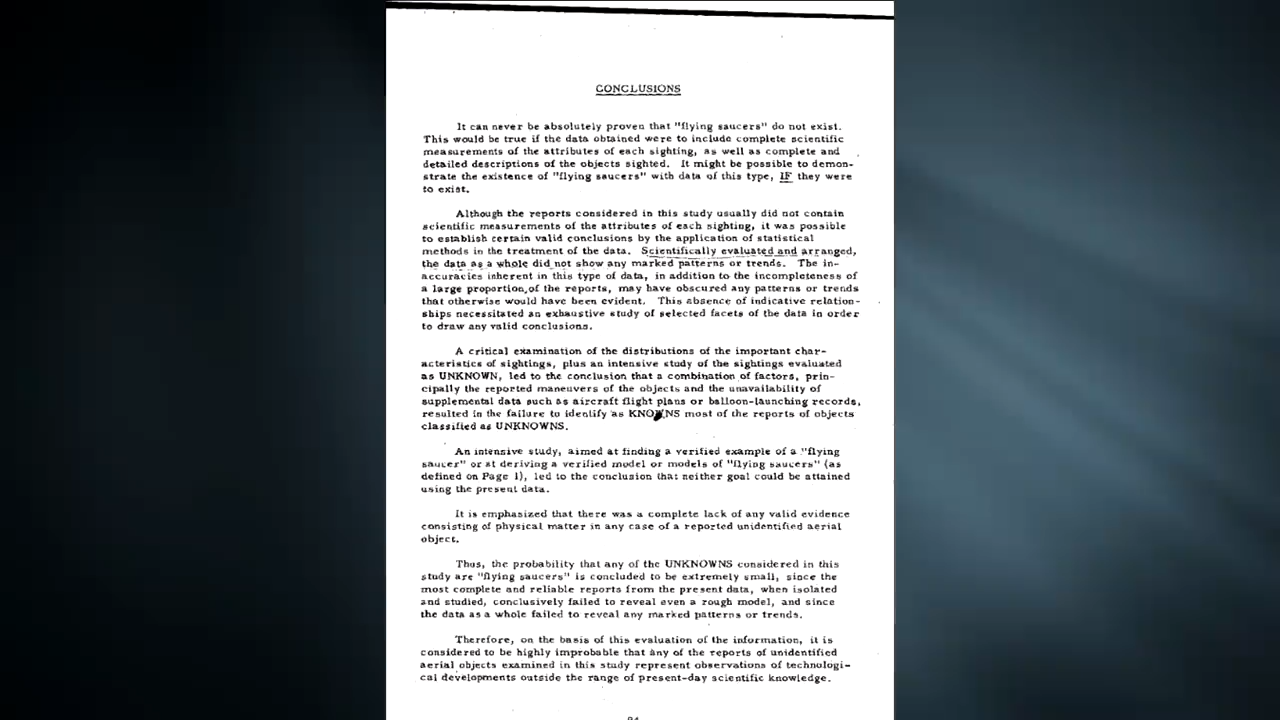 CONCLUSIONS
It can never be absolutely proven that "flying saucers" do not exist.
This would be true if the data obtained were to include complete scientific
measurements of the attributes of each sighting, as well as complete and
detailed descriptions of the objects sighted. It might be possible to demon-
strate the existence of "flying saucers" with data of this type, IF they were
to exist.
Although the reports considered in this study usually did not contain
scientific measurements of the attributes of each sighting, it was possible
to establish certain valid conclusions by the application of statistical
methods in the treatment of the data. Scientifically evaluated and arranged,
the data as a whole did not show any marked patterns or trends. The in-
accuracies inherent in this type of data, in addition to the incompleteness of
a large proportion of the reports, may have obscured any patterns or trends
that otherwise would have been evident. This absence of indicative relation-
ships necessitated an exhaustive study of selected facets of the data in order
to draw any valid conclusions.
A critical examination of the distributions of the important char-
acteristics of sightings, plus an intensive study of the sightings evaluated
as UNKNOWN, led to the conclusion that a combination of factors, prin-
cipally the reported maneuvers of the objects and the unavailability of
supplemental data such as aircraft flight plans or balloon-launching records,
resulted in the failure to identify as KNOWNS most of the reports of objects
classified as UNKNOWNS.
An intensive study, aimed at finding a verified example of a "flying
saucer" or at deriving a verified model or models of "flying saucers" (as
defined on Page 1), led to the conclusion that neither goal could be attained
using the present data.
It is emphasized that there was a complete lack of any valid evidence
consisting of physical matter in any case of a reported unidentified aerial
object.
Thus, the probability that any of the UNKNOWNS considered in this
study are "flying saucers" is concluded to be extremely small, since the
most complete and reliable reports from the present data, when isolated
and studied, conclusively failed to reveal even a rough model, and since
the data as a whole failed to reveal any marked patterns or trends.
Therefore, on the basis of this evaluation of the information, it is
considered to be highly improbable that any of the reports of unidentified
aerial objects examined in this study represent observations of technologi-
cal developments outside the range of present-day scientific knowledge.